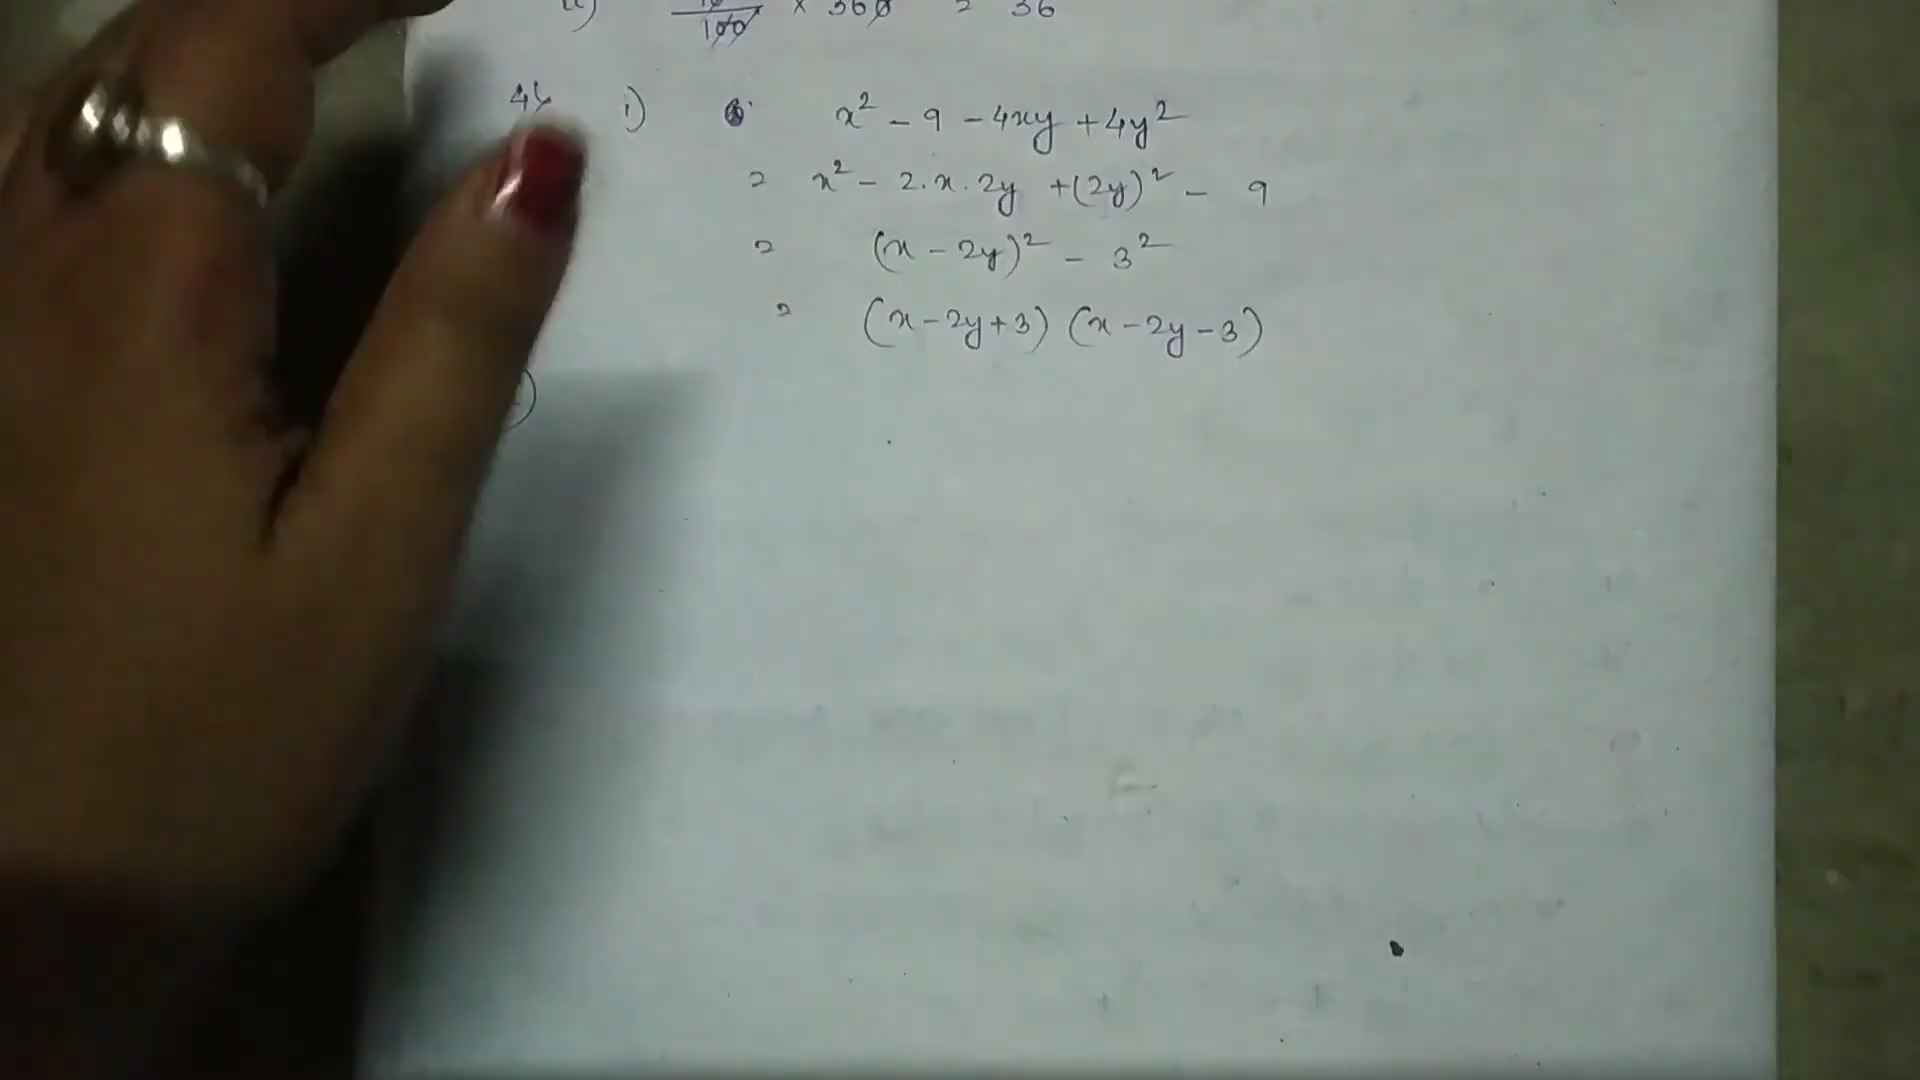 100 × 360 = 36
4) i) x² - 9 - 4xy + 4y²
= x² - 2.x.2y + (2y)² - 9
= (x - 2y)² - 3²
= (x - 2y + 3) (x - 2y - 3)